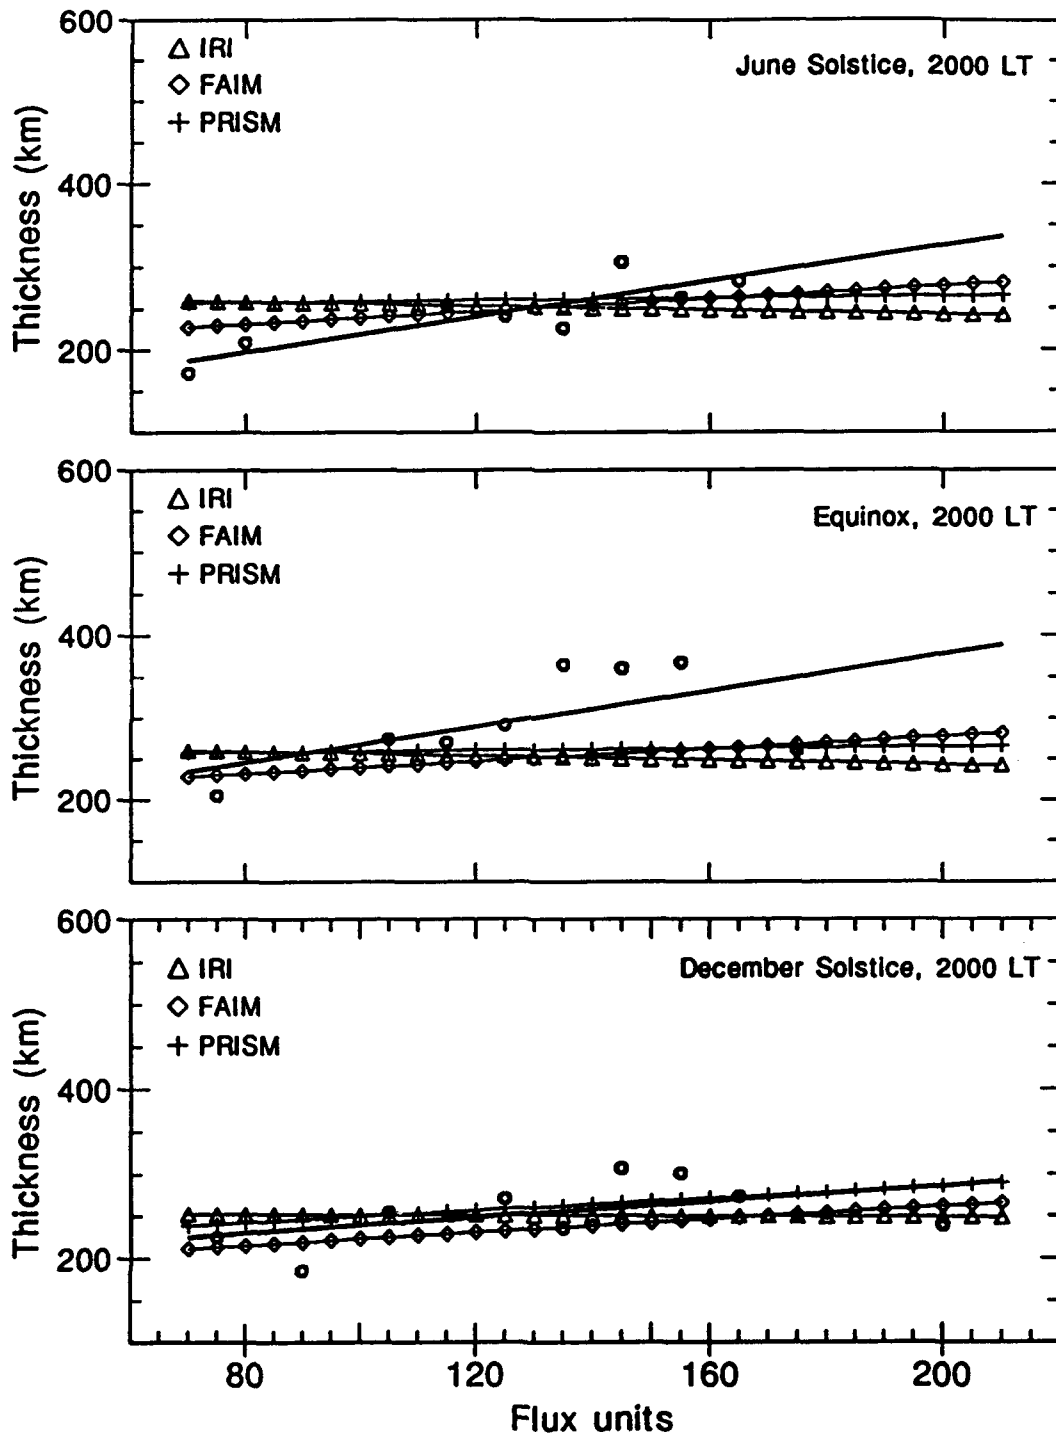 600
△ IRI
June Solstice, 2000 LT
◇ FAIM
+ PRISM
400
Thickness (km)
200
600
△ IRI
Equinox, 2000 LT
◇ FAIM
+ PRISM
400
Thickness (km)
200
600
△ IRI
December Solstice, 2000 LT
◇ FAIM
+ PRISM
400
Thickness (km)
200
80 120 160 200
Flux units